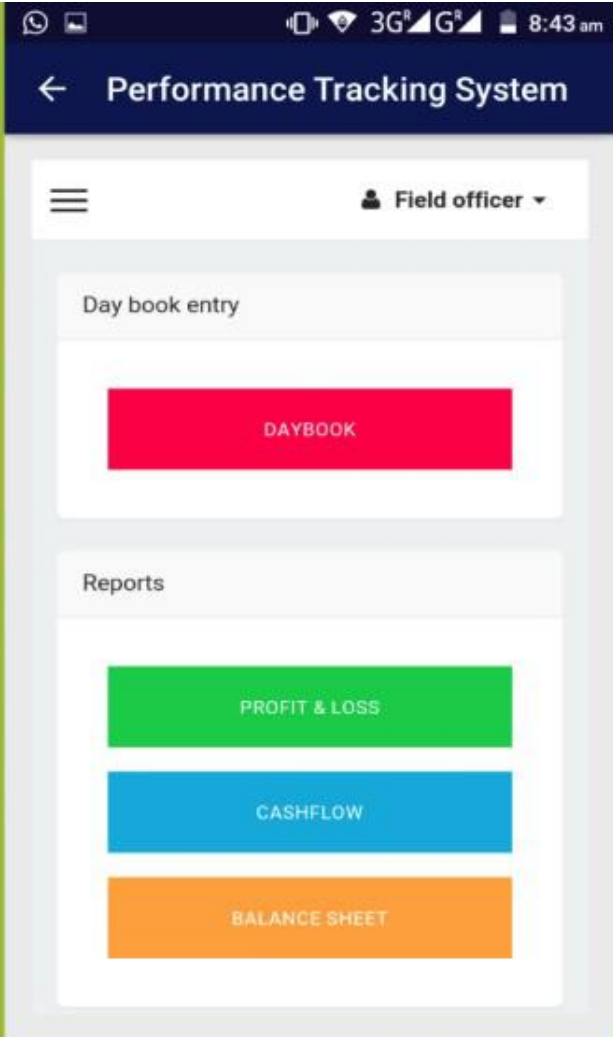 3G R G R 8:43 am
Performance Tracking System
Field officer
Day book entry
DAYBOOK
Reports
PROFIT & LOSS
CASHFLOW
BALANCE SHEET